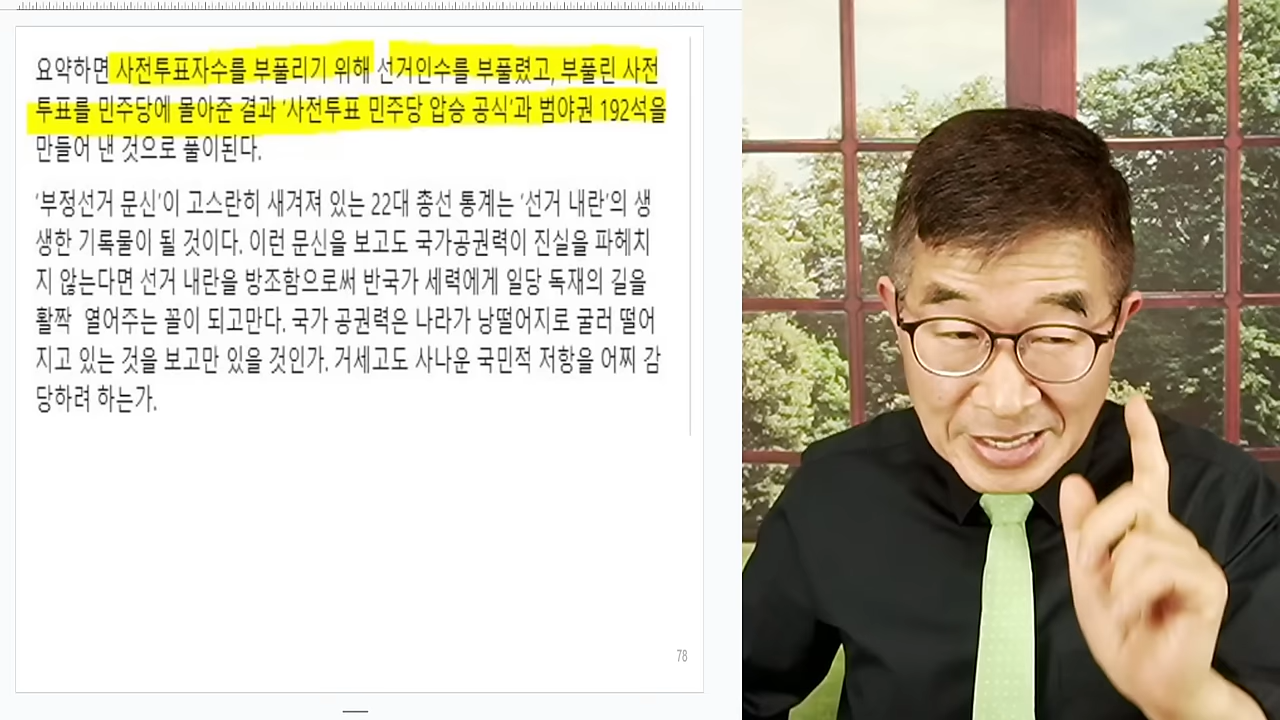 요약하면 사전투표자수를 부풀리기 위해 선거인수를 부풀렸고, 부풀린 사전
투표를 민주당에 몰아준 결과 '사전투표 민주당 압승 공식'과 범야권 192석을
만들어 낸 것으로 풀이된다.
'부정선거 문신'이 고스란히 새겨져 있는 22대 총선 통계는 '선거 내란'의 생
생한 기록물이 될 것이다. 이런 문신을 보고도 국가공권력이 진실을 파헤치
지 않는다면 선거 내란을 방조함으로써 반국가 세력에게 일당 독재의 길을
활짝 열어주는 꼴이 되고만다. 국가 공권력은 나라가 낭떨어지로 굴러 떨어
지고 있는 것을 보고만 있을 것인가. 거세고도 사나운 국민적 저항을 어찌 감
당하려 하는가.
78